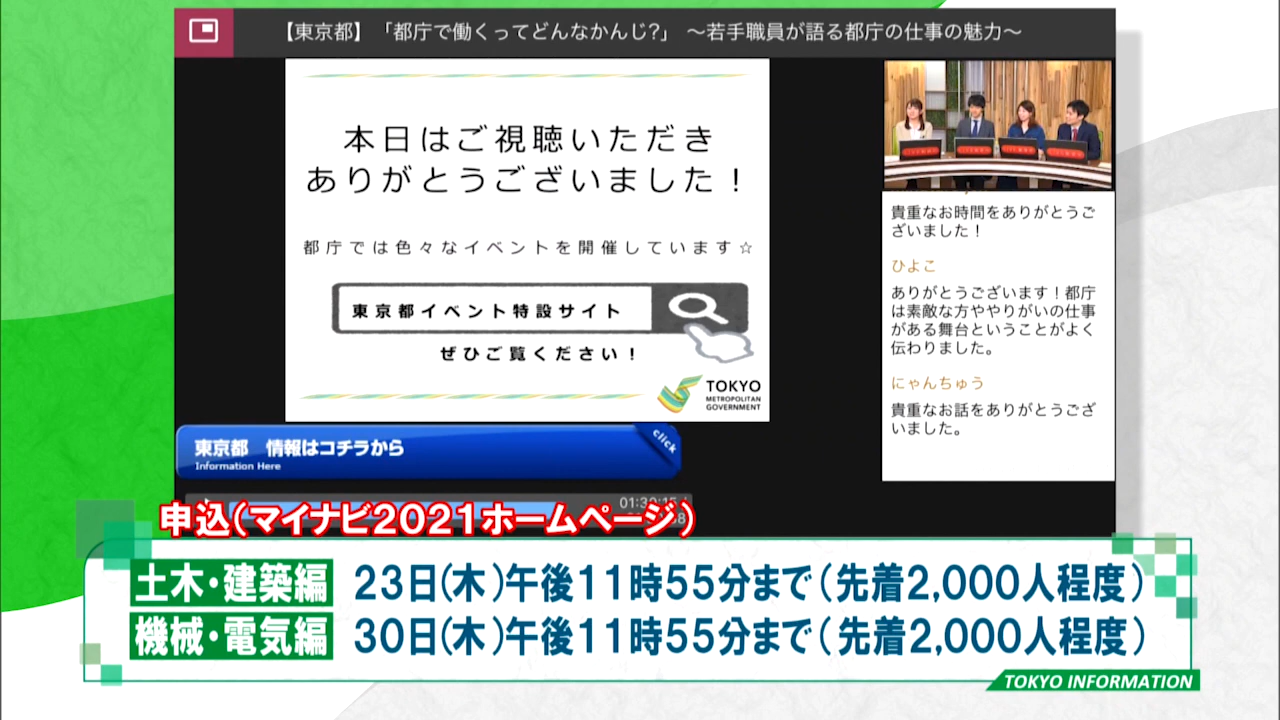 【東京都】「都庁で働くってどんなかんじ?」 ～若手職員が語る都庁の仕事の魅力～
本日はご視聴いただき
ありがとうございました！
都庁では色々なイベントを開催しています☆
東京都イベント特設サイト
ぜひご覧ください！
TOKYO
METROPOLITAN
GOVERNMENT
貴重なお時間をありがとうご
ざいました！
ひよこ
ありがとうございます！都庁
は素敵な方ややりがいの仕事
がある舞台ということがよく
伝わりました。
にゃんちゅう
貴重なお話をありがとうござ
いました。
東京都　情報はコチラから
Information Here
click
申込（マイナビ2021ホームページ）
土木・建築編 23日(木)午後11時55分まで（先着2,000人程度）
機械・電気編 30日(木)午後11時55分まで（先着2,000人程度）
TOKYO INFORMATION